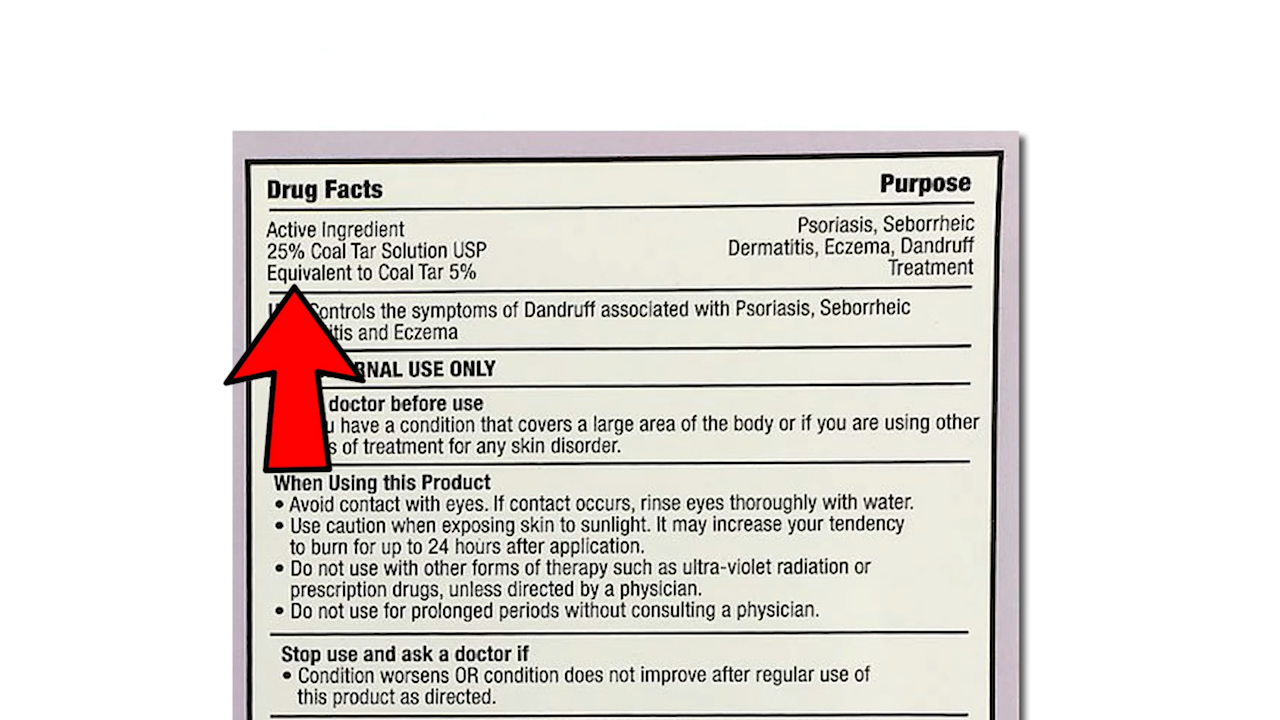 Drug Facts Purpose
Active Ingredient Psoriasis, Seborrheic
25% Coal Tar Solution USP Dermatitis, Eczema, Dandruff
Equivalent to Coal Tar 5% Treatment
Controls the symptoms of Dandruff associated with Psoriasis, Seborrheic
and Eczema
USE ONLY
doctor before use
have a condition that covers a large area of the body or if you are using other
of treatment for any skin disorder.
When Using this Product
• Avoid contact with eyes. If contact occurs, rinse eyes thoroughly with water.
• Use caution when exposing skin to sunlight. It may increase your tendency
to burn for up to 24 hours after application.
• Do not use with other forms of therapy such as ultra-violet radiation or
prescription drugs, unless directed by a physician.
• Do not use for prolonged periods without consulting a physician.
Stop use and ask a doctor if
• Condition worsens OR condition does not improve after regular use of
this product as directed.